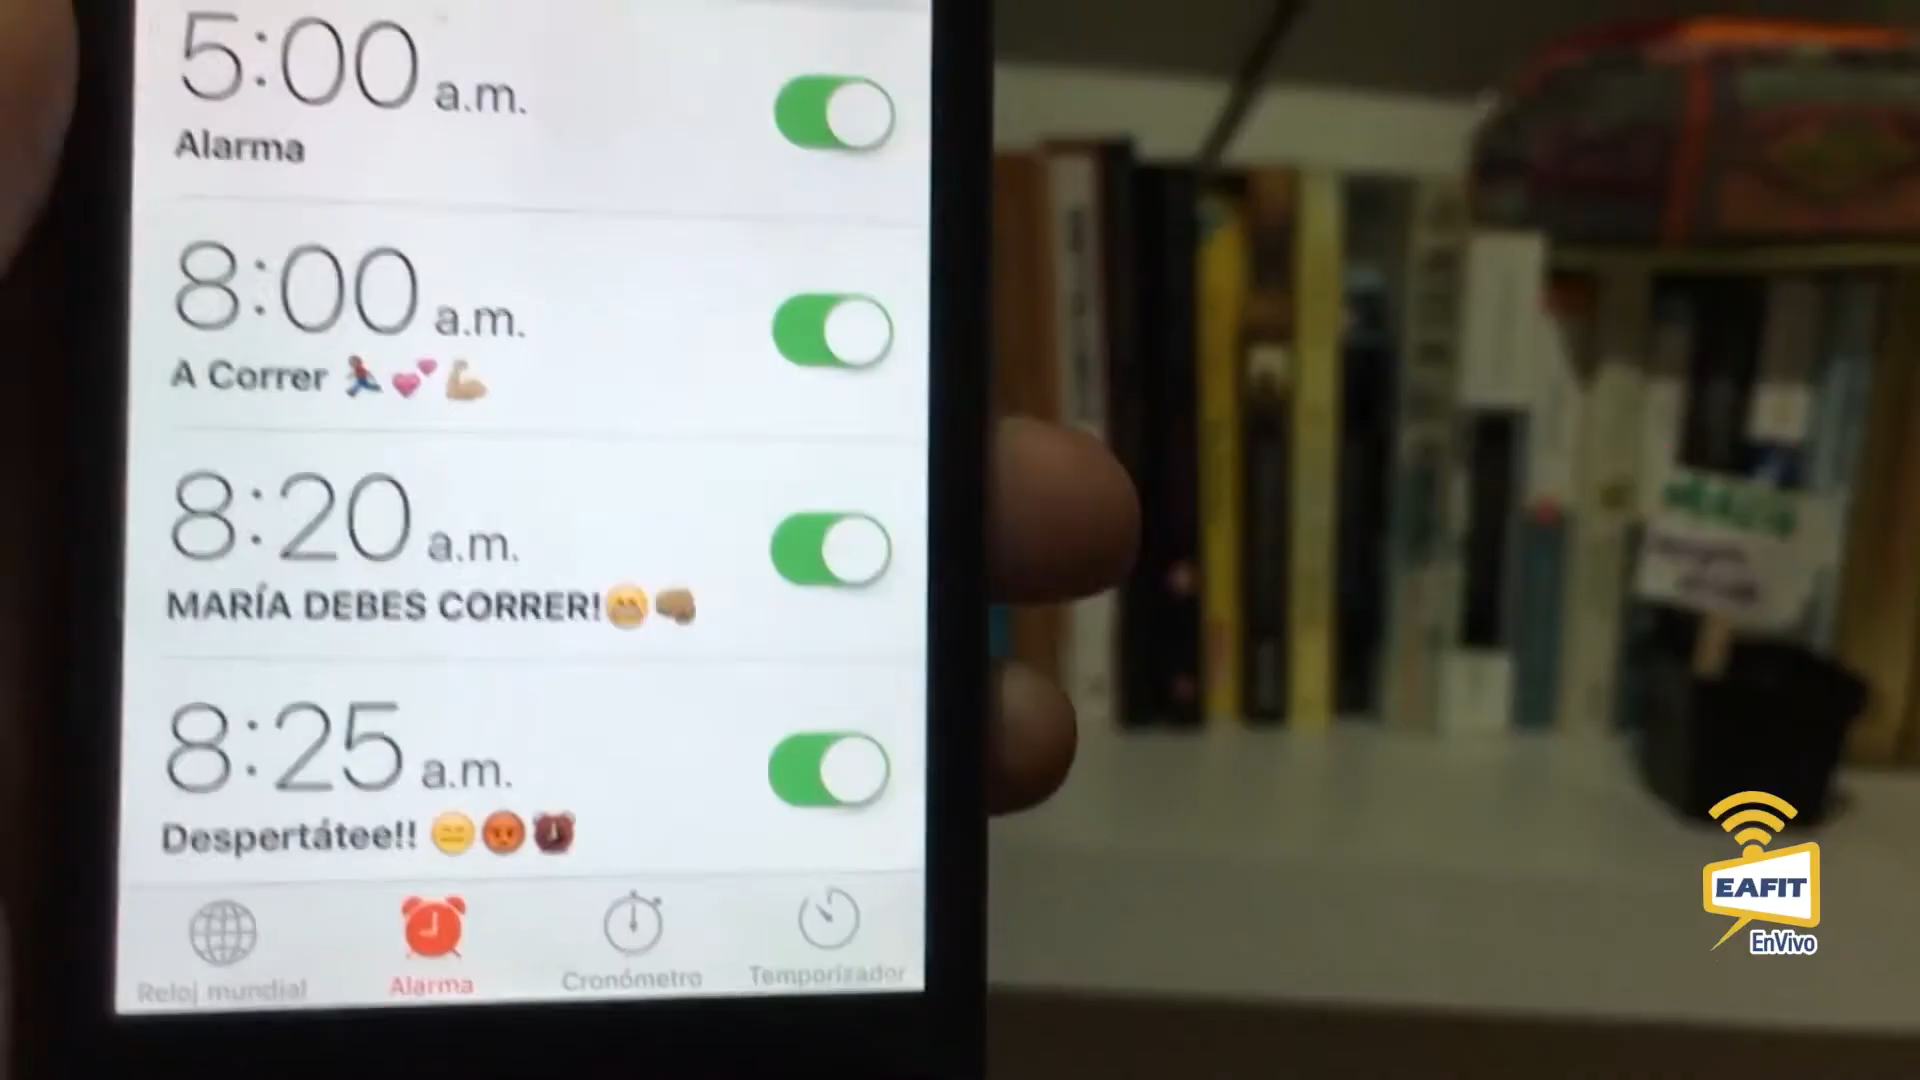 5:00 a.m.
Alarma
8:00 a.m.
A Correr 🏃💕💪
8:20 a.m.
MARÍA DEBES CORRER!😁👊
8:25 a.m.
Despertátee!! 😑😡⏰
Reloj mundial
Alarma
Cronómetro
Temporizador
EAFIT
EnVivo